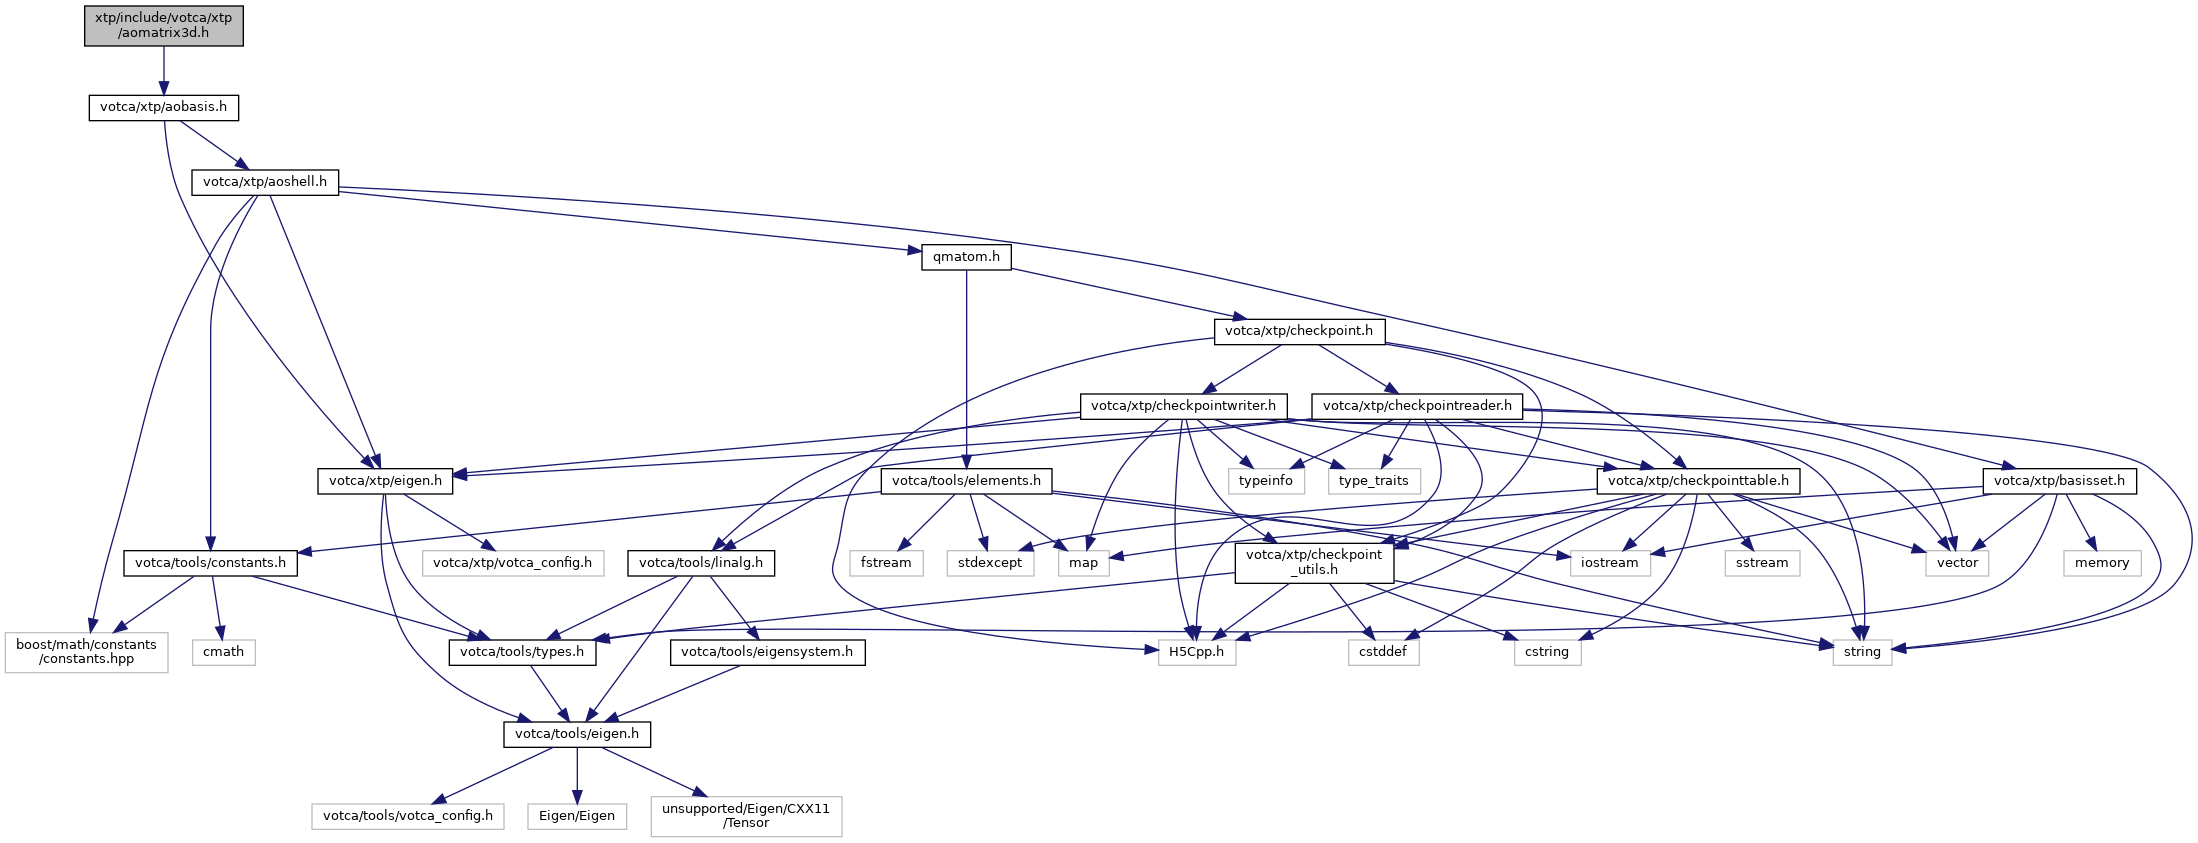 xtp/include/votca/xtp
/aomatrix3d.h
votca/xtp/aobasis.h
votca/xtp/aoshell.h
qmatom.h
votca/xtp/checkpoint.h
votca/xtp/checkpointwriter.h
votca/xtp/checkpointreader.h
votca/xtp/eigen.h
votca/tools/elements.h
typeinfo
type_traits
votca/xtp/checkpointtable.h
votca/xtp/basisset.h
votca/tools/constants.h
votca/xtp/votca_config.h
votca/tools/linalg.h
fstream
stdexcept
map
votca/xtp/checkpoint
_utils.h
iostream
sstream
vector
memory
boost/math/constants
/constants.hpp
cmath
votca/tools/types.h
votca/tools/eigensystem.h
H5Cpp.h
cstddef
cstring
string
votca/tools/eigen.h
votca/tools/votca_config.h
Eigen/Eigen
unsupported/Eigen/CXX11
/Tensor